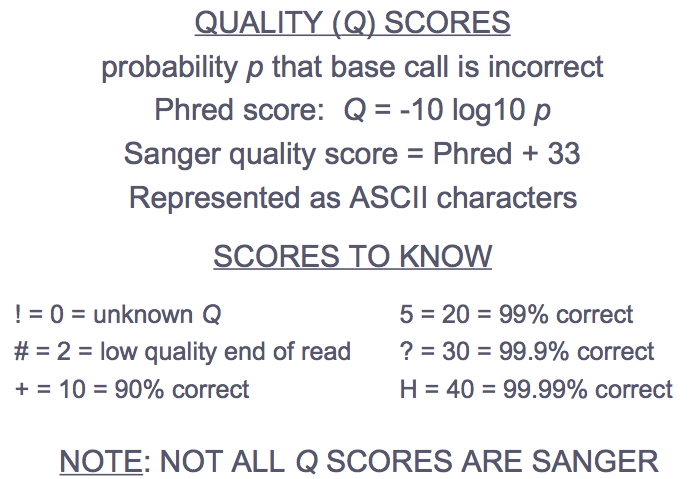 QUALITY (Q) SCORES
probability p that base call is incorrect
Phred score: Q = -10 log10 p
Sanger quality score = Phred + 33
Represented as ASCII characters
SCORES TO KNOW
! = 0 = unknown Q
# = 2 = low quality end of read
+ = 10 = 90% correct
5 = 20 = 99% correct
? = 30 = 99.9% correct
H = 40 = 99.99% correct
NOTE: NOT ALL Q SCORES ARE SANGER